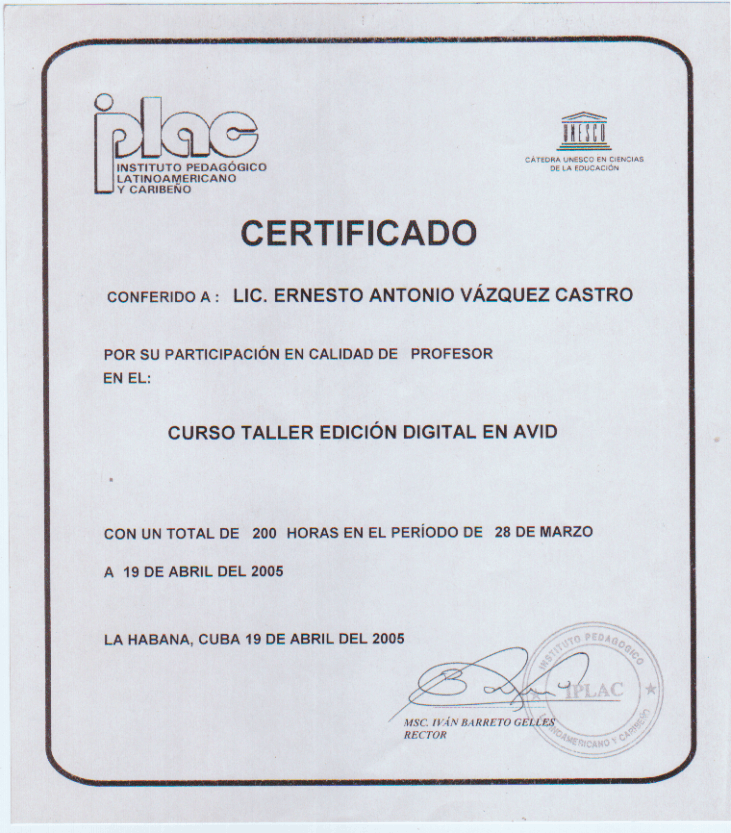 iplac
INSTITUTO PEDAGÓGICO
LATINOAMERICANO
Y CARIBEÑO
UNESCO
CÁTEDRA UNESCO EN CIENCIAS
DE LA EDUCACIÓN
CERTIFICADO
CONFERIDO A : LIC. ERNESTO ANTONIO VÁZQUEZ CASTRO
POR SU PARTICIPACIÓN EN CALIDAD DE PROFESOR
EN EL:
CURSO TALLER EDICIÓN DIGITAL EN AVID
CON UN TOTAL DE 200 HORAS EN EL PERÍODO DE 28 DE MARZO
A 19 DE ABRIL DEL 2005
LA HABANA, CUBA 19 DE ABRIL DEL 2005
INSTITUTO PEDAGOGICO
IPLAC
LATINOAMERICANO Y CARIBEÑO
MSC. IVÁN BARRETO GELLES
RECTOR